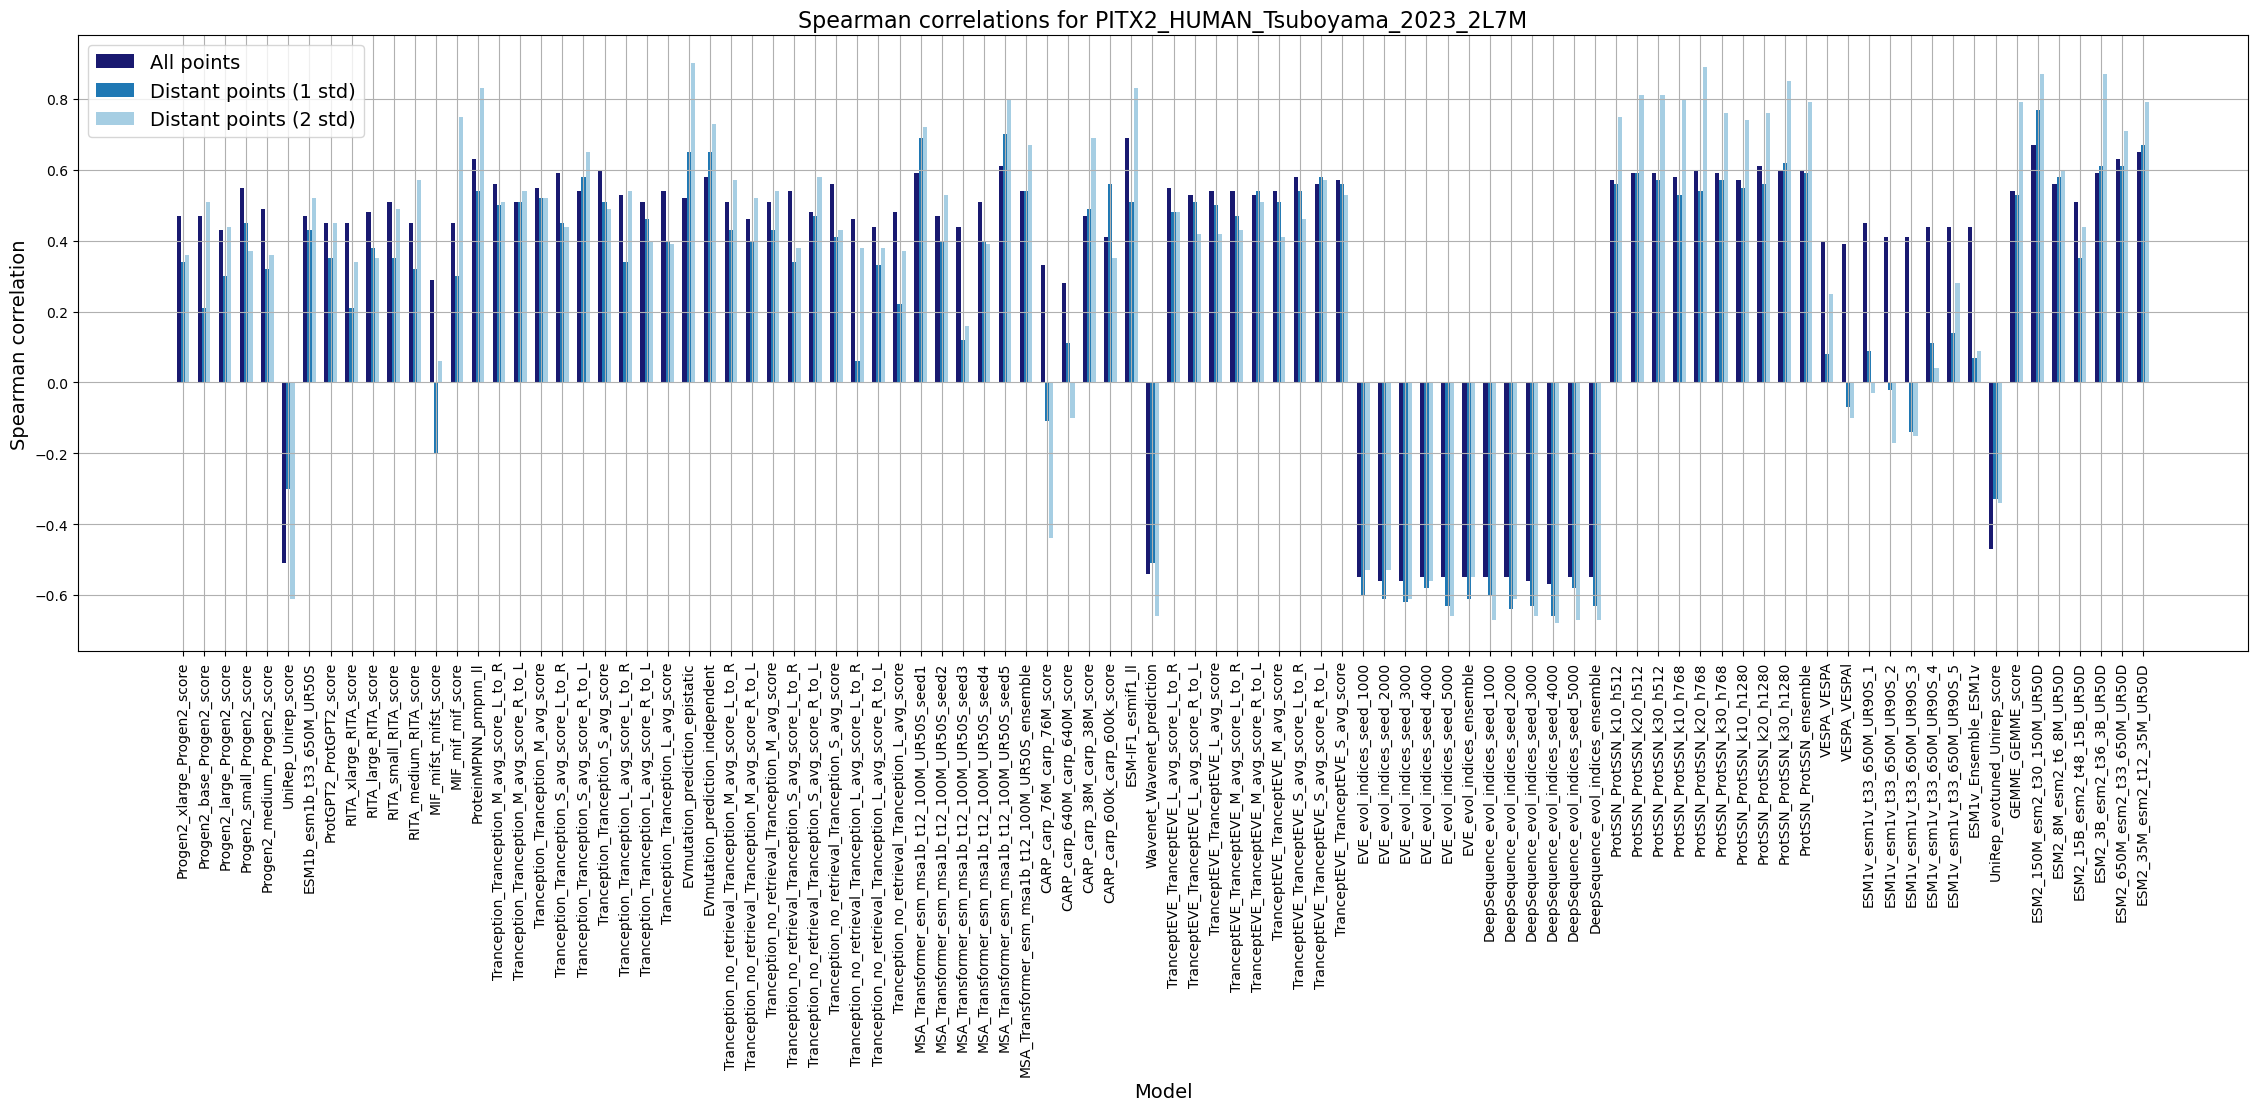 Spearman correlations for PITX2_HUMAN_Tsuboyama_2023_2L7M
All points
Distant points (1 std)
Distant points (2 std)
Spearman correlation
0.8
0.6
0.4
0.2
0.0
−0.2
−0.4
−0.6
Progen2_xlarge_Progen2_score
Progen2_base_Progen2_score
Progen2_large_Progen2_score
Progen2_small_Progen2_score
Progen2_medium_Progen2_score
UniRep_Unirep_score
ESM1b_esm1b_t33_650M_UR50S
ProtGPT2_ProtGPT2_score
RITA_xlarge_RITA_score
RITA_large_RITA_score
RITA_small_RITA_score
RITA_medium_RITA_score
MIF_mifst_mifst_score
MIF_mif_mif_score
ProteinMPNN_pmpnn_ll
Tranception_Tranception_M_avg_score_L_to_R
Tranception_Tranception_M_avg_score_R_to_L
Tranception_Tranception_M_avg_score
Tranception_Tranception_S_avg_score_L_to_R
Tranception_Tranception_S_avg_score_R_to_L
Tranception_Tranception_S_avg_score
Tranception_Tranception_L_avg_score_L_to_R
Tranception_Tranception_L_avg_score_R_to_L
Tranception_Tranception_L_avg_score
EVmutation_prediction_epistatic
EVmutation_prediction_independent
Tranception_no_retrieval_Tranception_M_avg_score_L_to_R
Tranception_no_retrieval_Tranception_M_avg_score_R_to_L
Tranception_no_retrieval_Tranception_M_avg_score
Tranception_no_retrieval_Tranception_S_avg_score_L_to_R
Tranception_no_retrieval_Tranception_S_avg_score_R_to_L
Tranception_no_retrieval_Tranception_S_avg_score
Tranception_no_retrieval_Tranception_L_avg_score_L_to_R
Tranception_no_retrieval_Tranception_L_avg_score_R_to_L
Tranception_no_retrieval_Tranception_L_avg_score
MSA_Transformer_esm_msa1b_t12_100M_UR50S_seed1
MSA_Transformer_esm_msa1b_t12_100M_UR50S_seed2
MSA_Transformer_esm_msa1b_t12_100M_UR50S_seed3
MSA_Transformer_esm_msa1b_t12_100M_UR50S_seed4
MSA_Transformer_esm_msa1b_t12_100M_UR50S_seed5
MSA_Transformer_esm_msa1b_t12_100M_UR50S_ensemble
CARP_carp_76M_carp_76M_score
CARP_carp_640M_carp_640M_score
CARP_carp_38M_carp_38M_score
CARP_carp_600k_carp_600k_score
ESM-IF1_esmif1_ll
Wavenet_Wavenet_prediction
TranceptEVE_TranceptEVE_L_avg_score_L_to_R
TranceptEVE_TranceptEVE_L_avg_score_R_to_L
TranceptEVE_TranceptEVE_L_avg_score
TranceptEVE_TranceptEVE_M_avg_score_L_to_R
TranceptEVE_TranceptEVE_M_avg_score_R_to_L
TranceptEVE_TranceptEVE_M_avg_score
TranceptEVE_TranceptEVE_S_avg_score_L_to_R
TranceptEVE_TranceptEVE_S_avg_score_R_to_L
TranceptEVE_TranceptEVE_S_avg_score
EVE_evol_indices_seed_1000
EVE_evol_indices_seed_2000
EVE_evol_indices_seed_3000
EVE_evol_indices_seed_4000
EVE_evol_indices_seed_5000
EVE_evol_indices_ensemble
DeepSequence_evol_indices_seed_1000
DeepSequence_evol_indices_seed_2000
DeepSequence_evol_indices_seed_3000
DeepSequence_evol_indices_seed_4000
DeepSequence_evol_indices_seed_5000
DeepSequence_evol_indices_ensemble
ProtSSN_ProtSSN_k10_h512
ProtSSN_ProtSSN_k20_h512
ProtSSN_ProtSSN_k30_h512
ProtSSN_ProtSSN_k10_h768
ProtSSN_ProtSSN_k20_h768
ProtSSN_ProtSSN_k30_h768
ProtSSN_ProtSSN_k10_h1280
ProtSSN_ProtSSN_k20_h1280
ProtSSN_ProtSSN_k30_h1280
ProtSSN_ProtSSN_ensemble
VESPA_VESPA
VESPA_VESPAl
ESM1v_esm1v_t33_650M_UR90S_1
ESM1v_esm1v_t33_650M_UR90S_2
ESM1v_esm1v_t33_650M_UR90S_3
ESM1v_esm1v_t33_650M_UR90S_4
ESM1v_esm1v_t33_650M_UR90S_5
ESM1v_Ensemble_ESM1v
UniRep_evotuned_Unirep_score
GEMME_GEMME_score
ESM2_150M_esm2_t30_150M_UR50D
ESM2_8M_esm2_t6_8M_UR50D
ESM2_15B_esm2_t48_15B_UR50D
ESM2_3B_esm2_t36_3B_UR50D
ESM2_650M_esm2_t33_650M_UR50D
ESM2_35M_esm2_t12_35M_UR50D
Model